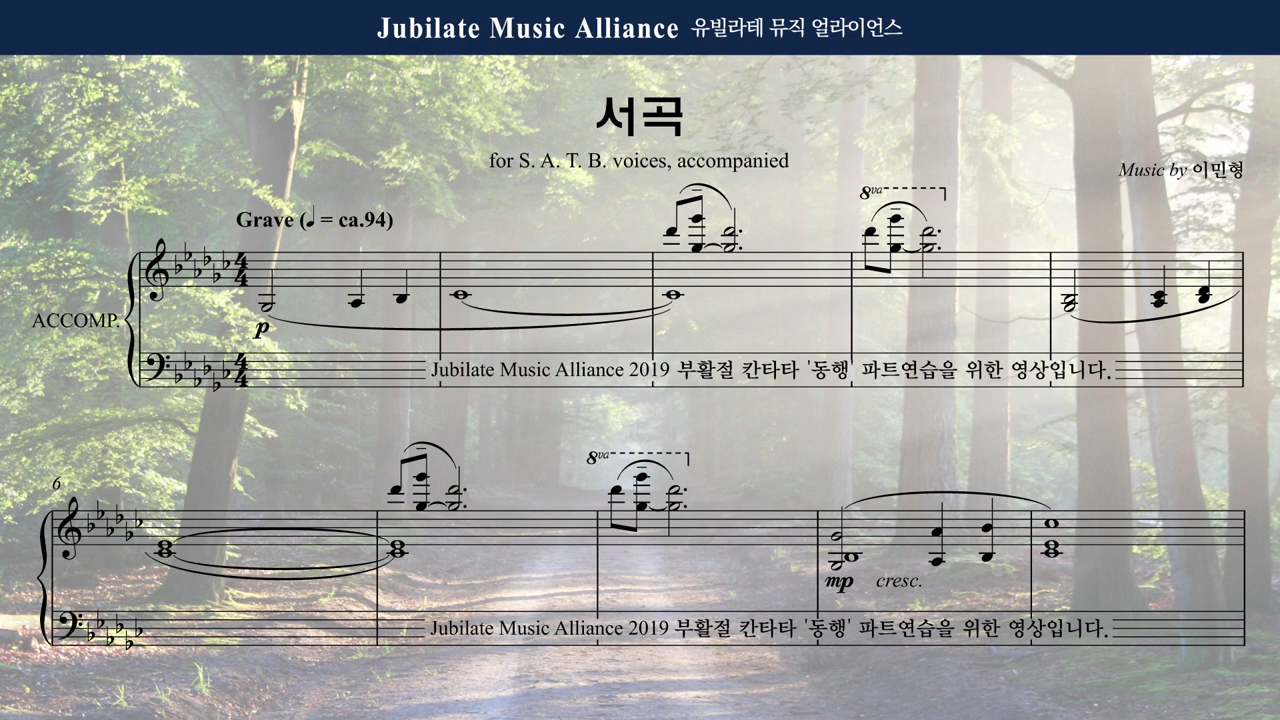 Jubilate Music Alliance 유빌라테 뮤직 얼라이언스
서곡
for S. A. T. B. voices, accompanied
Music by 이민형
Grave (♩ = ca.94)
8va
ACCOMP.
4
4
p
4
4
Jubilate Music Alliance 2019 부활절 칸타타 '동행' 파트연습을 위한 영상입니다.
6
8va
mp cresc.
Jubilate Music Alliance 2019 부활절 칸타타 '동행' 파트연습을 위한 영상입니다.